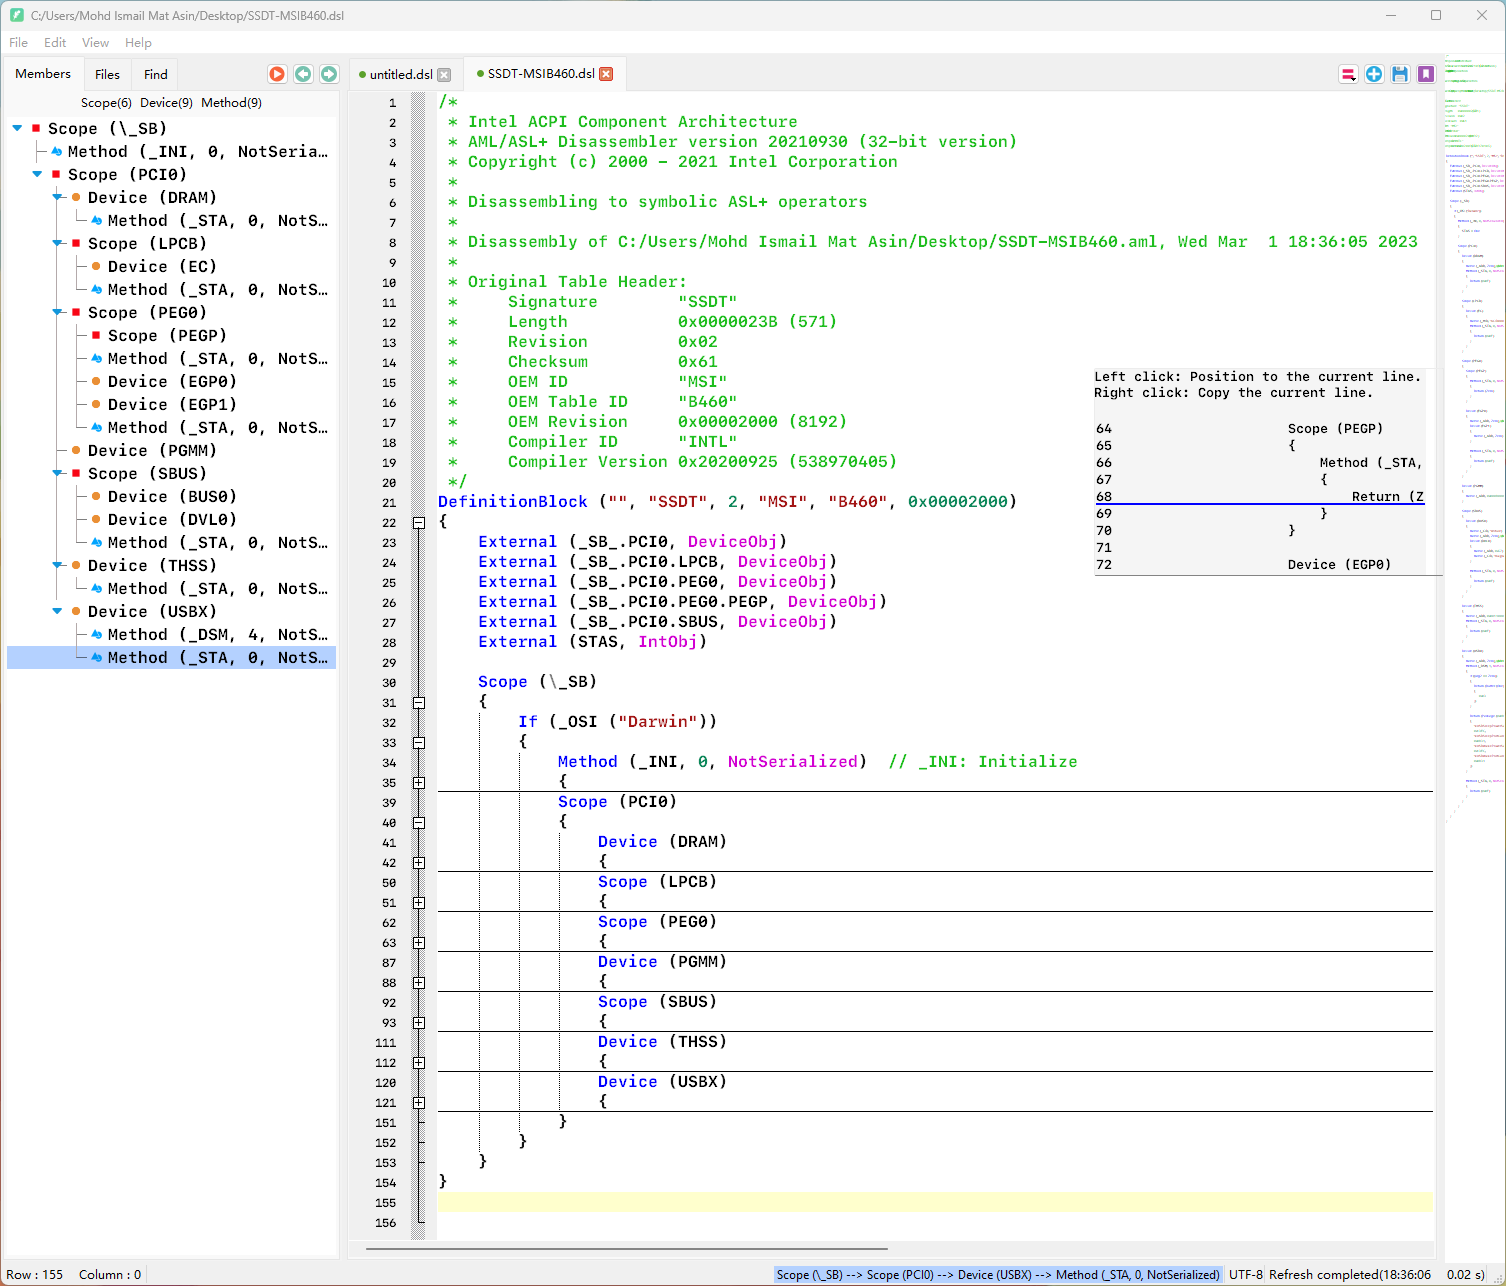 C:/Users/Mohd Ismail Mat Asin/Desktop/SSDT-MSIB460.dsl
File Edit View Help
Members Files Find
untitled.dsl SSDT-MSIB460.dsl
Scope(6) Device(9) Method(9)
Scope (\_SB)
Method (_INI, 0, NotSeria...
Scope (PCI0)
Device (DRAM)
Method (_STA, 0, NotS...
Scope (LPCB)
Device (EC)
Method (_STA, 0, NotS...
Scope (PEG0)
Scope (PEGP)
Method (_STA, 0, NotS...
Device (EGP0)
Device (EGP1)
Method (_STA, 0, NotS...
Device (PGMM)
Scope (SBUS)
Device (BUS0)
Device (DVL0)
Method (_STA, 0, NotS...
Device (THSS)
Method (_STA, 0, NotS...
Device (USBX)
Method (_DSM, 4, NotS...
Method (_STA, 0, NotS...
1 /*
2 * Intel ACPI Component Architecture
3 * AML/ASL+ Disassembler version 20210930 (32-bit version)
4 * Copyright (c) 2000 - 2021 Intel Corporation
5 *
6 * Disassembling to symbolic ASL+ operators
7 *
8 * Disassembly of C:/Users/Mohd Ismail Mat Asin/Desktop/SSDT-MSIB460.aml, Wed Mar  1 18:36:05 2023
9 *
10 * Original Table Header:
11 *     Signature        "SSDT"
12 *     Length           0x0000023B (571)
13 *     Revision         0x02
14 *     Checksum         0x61
15 *     OEM ID           "MSI"
16 *     OEM Table ID     "B460"
17 *     OEM Revision     0x00002000 (8192)
18 *     Compiler ID      "INTL"
19 *     Compiler Version 0x20200925 (538970405)
20 */
21 DefinitionBlock ("", "SSDT", 2, "MSI", "B460", 0x00002000)
22 {
23 External (_SB_.PCI0, DeviceObj)
24 External (_SB_.PCI0.LPCB, DeviceObj)
25 External (_SB_.PCI0.PEG0, DeviceObj)
26 External (_SB_.PCI0.PEG0.PEGP, DeviceObj)
27 External (_SB_.PCI0.SBUS, DeviceObj)
28 External (STAS, IntObj)
29
30 Scope (\_SB)
31 {
32 If (_OSI ("Darwin"))
33 {
34 Method (_INI, 0, NotSerialized)  // _INI: Initialize
35 {
39 Scope (PCI0)
40 {
41 Device (DRAM)
42 {
50 Scope (LPCB)
51 {
62 Scope (PEG0)
63 {
87 Device (PGMM)
88 {
92 Scope (SBUS)
93 {
111 Device (THSS)
112 {
120 Device (USBX)
121 {
151 }
152 }
153 }
154 }
155
156
Left click: Position to the current line.
Right click: Copy the current line.
64 Scope (PEGP)
65 {
66 Method (_STA,
67 {
68 Return (Z
69 }
70 }
71
72 Device (EGP0)
Row : 155 Column : 0 Scope (\_SB) --> Scope (PCI0) --> Device (USBX) --> Method (_STA, 0, NotSerialized) UTF-8 Refresh completed(18:36:06 0.02 s)